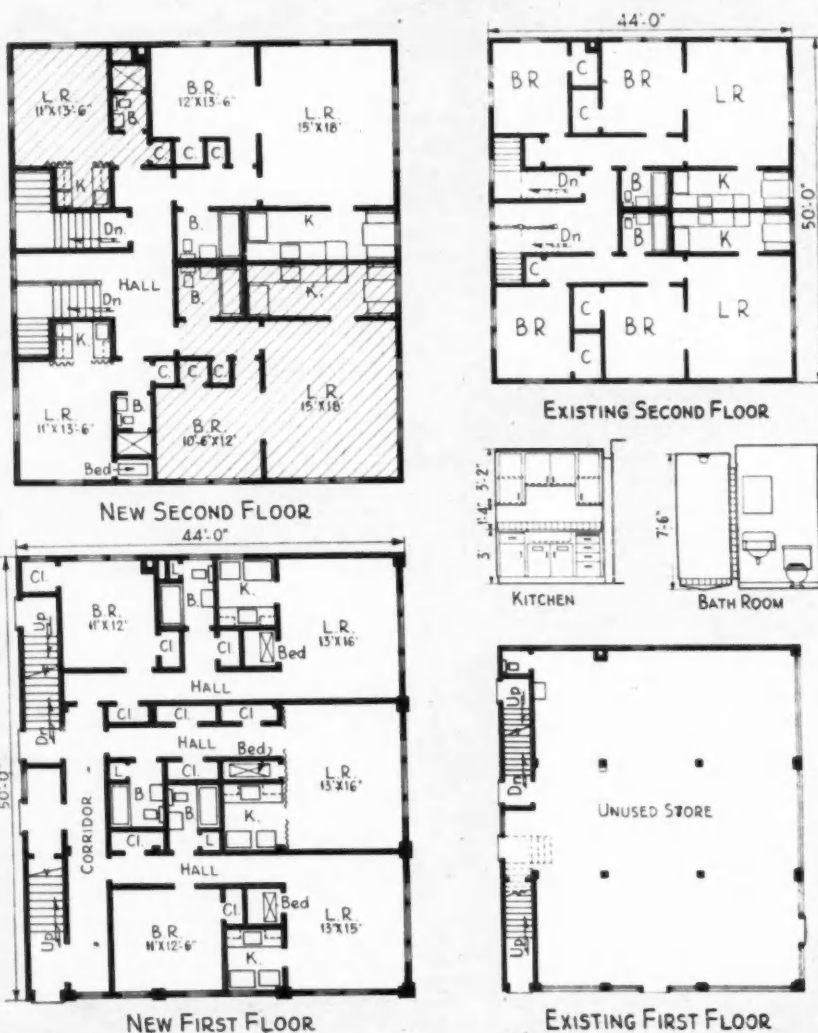 L.R.
11'X13'-6"
B.
B.R.
12'X13'-6"
L.R.
15'X18'
C.
C.
C.
K.
Dn.
B.
K.
HALL
Dn
B.
K.
K.
C.
C.
C.
L.R.
11'X13'-6"
B.
B.R.
10'-6"X12'
L.R.
15'X18'
Bed
NEW SECOND FLOOR
44'-0"
BR
C
C
BR
LR
Dn
B
K
Dn
B
K
C
BR
C
C
BR
LR
50'-0"
EXISTING SECOND FLOOR
3'-2"
1'-4"
3'
KITCHEN
7'-6"
BATH ROOM
44'-0"
50'-0"
Cl.
B.R.
11'X12'
B.
K.
L.R.
13'X16'
Up
Cl.
Cl.
Bed
HALL
Dn
Cl.
Cl.
Cl.
HALL
Bed
L.
Cl.
L.R.
13'X16'
B.
B.
K.
CORRIDOR
Cl.
L
HALL
Up
B.R.
11'X12'-6"
Cl.
Bed
L.R.
13'X15'
K.
NEW FIRST FLOOR
Up
Dn
UNUSED STORE
Up
EXISTING FIRST FLOOR